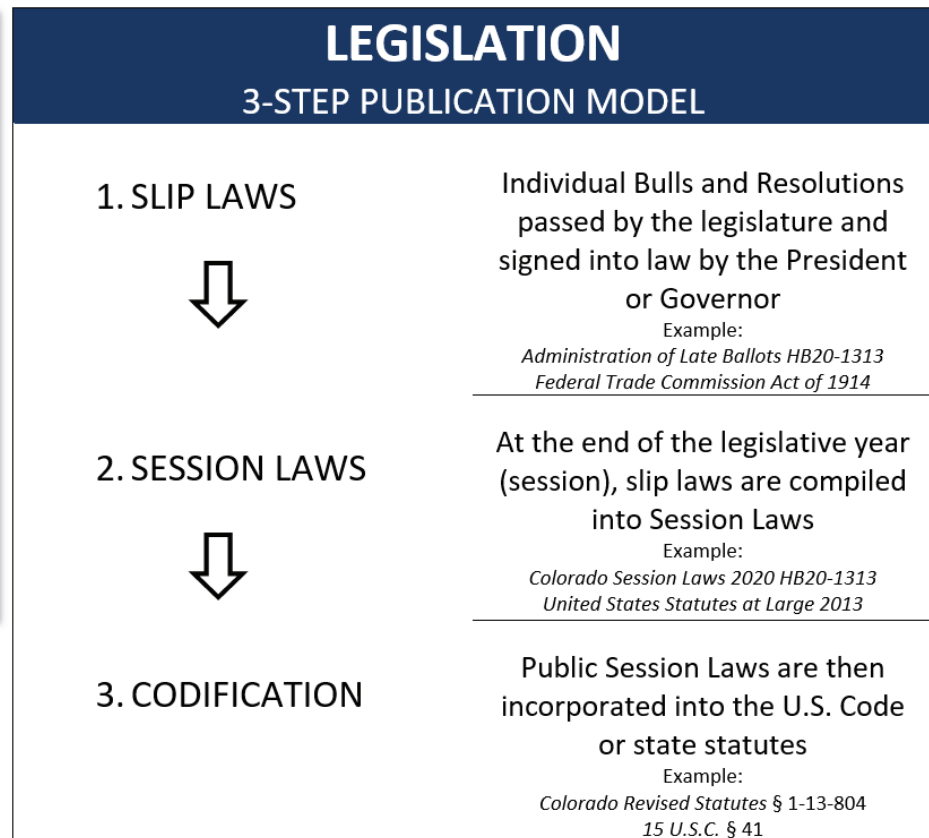 LEGISLATION
3-STEP PUBLICATION MODEL
1. SLIP LAWS
Individual Bulls and Resolutions
passed by the legislature and
signed into law by the President
or Governor
Example:
Administration of Late Ballots HB20-1313
Federal Trade Commission Act of 1914
2. SESSION LAWS
At the end of the legislative year
(session), slip laws are compiled
into Session Laws
Example:
Colorado Session Laws 2020 HB20-1313
United States Statutes at Large 2013
3. CODIFICATION
Public Session Laws are then
incorporated into the U.S. Code
or state statutes
Example:
Colorado Revised Statutes § 1-13-804
15 U.S.C. § 41